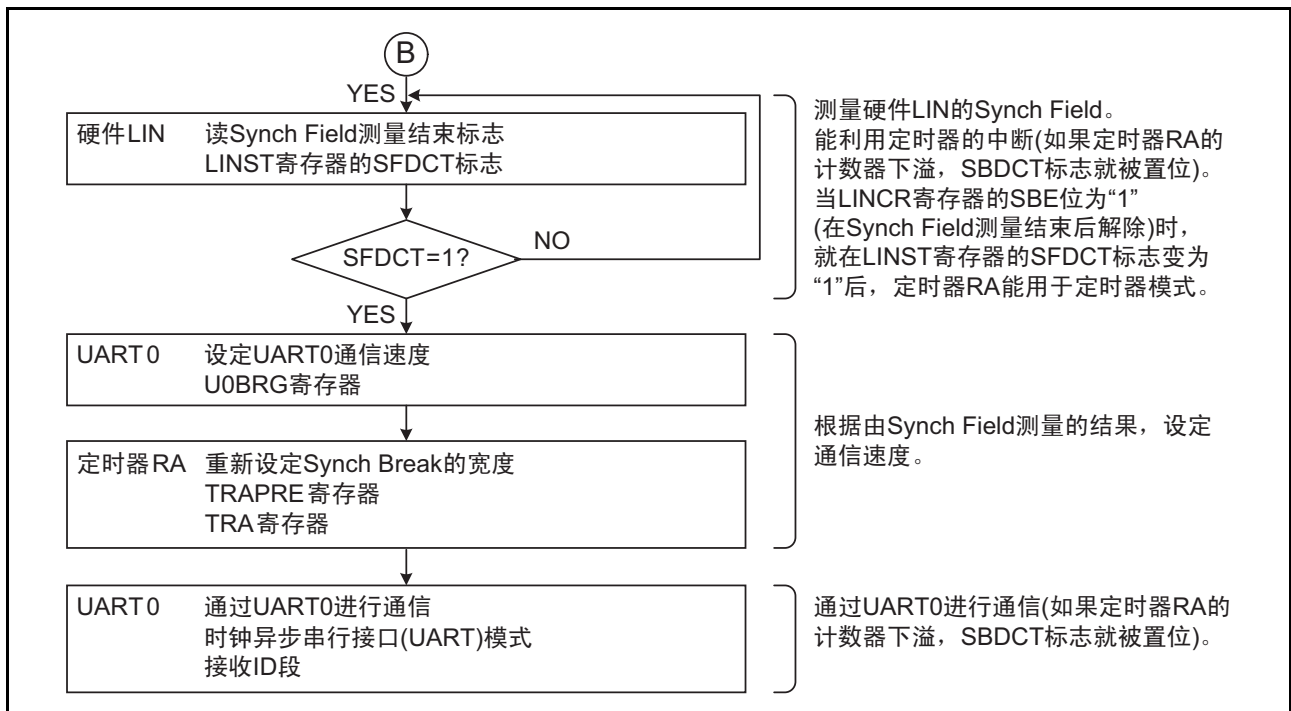 B
YES
硬件LIN 读Synch Field测量结束标志
LINST寄存器的SFDCT标志
SFDCT=1?
NO
测量硬件LIN的Synch Field。
能利用定时器的中断(如果定时器RA的
计数器下溢，SBDCT标志就被置位)。
当LINCR寄存器的SBE位为“1”
(在Synch Field测量结束后解除)时，
就在LINST寄存器的SFDCT标志变为
“1”后，定时器RA能用于定时器模式。
YES
UART0 设定UART0通信速度
U0BRG寄存器
定时器RA 重新设定Synch Break的宽度
TRAPRE寄存器
TRA寄存器
根据由Synch Field测量的结果，设定
通信速度。
UART0 通过UART0进行通信
时钟异步串行接口(UART)模式
接收ID段
通过UART0进行通信(如果定时器RA的
计数器下溢，SBDCT标志就被置位)。